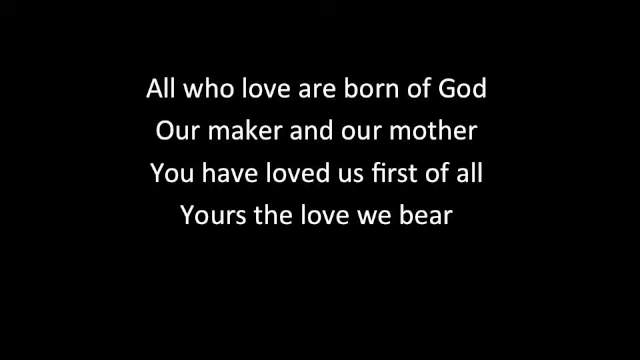 All who love are born of God
Our maker and our mother
You have loved us first of all
Yours the love we bear